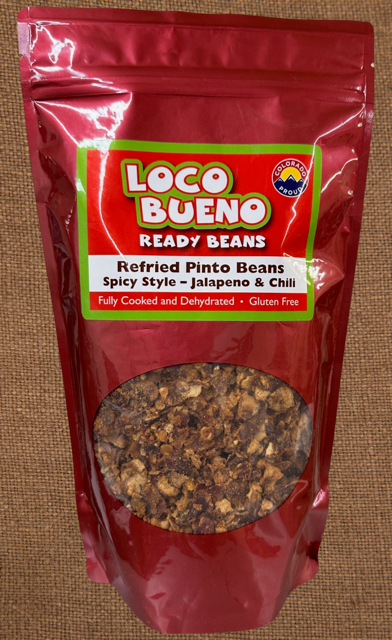 LOCO
BUENO
COLORADO
PROUD
READY BEANS
Refried Pinto Beans
Spicy Style – Jalapeno & Chili
Fully Cooked and Dehydrated • Gluten Free